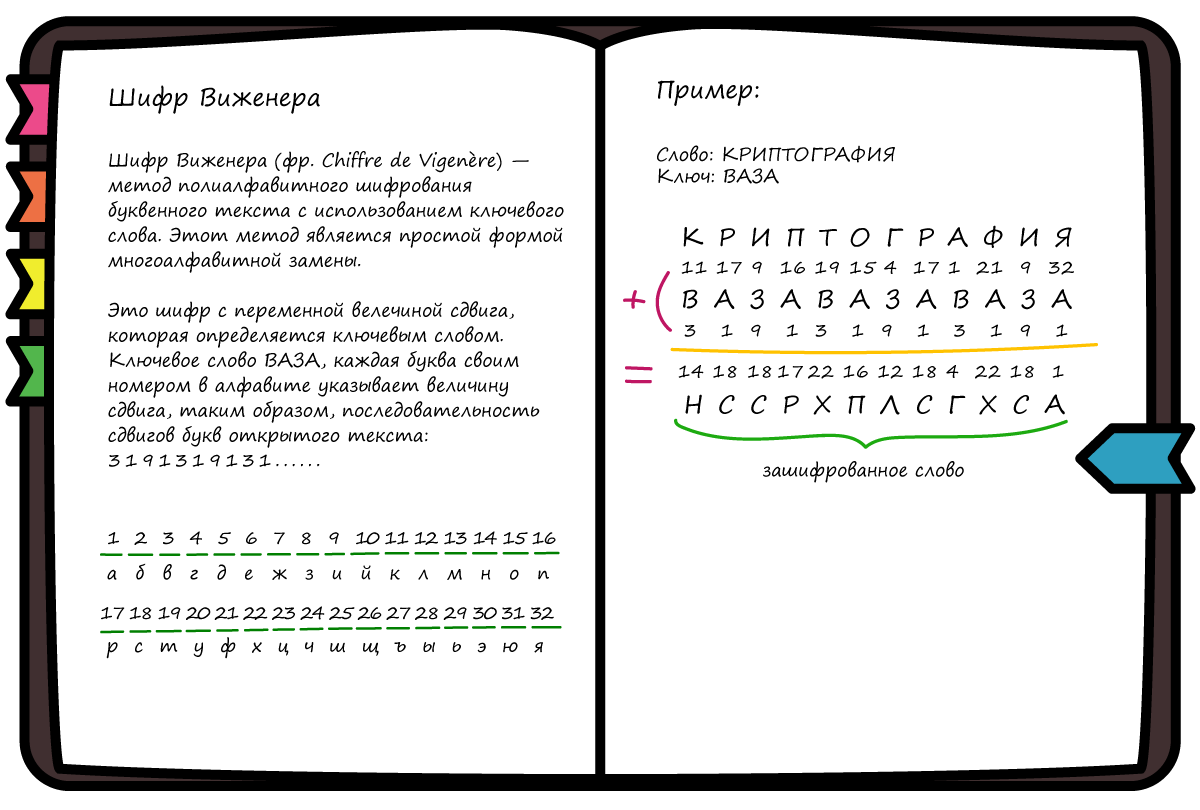 Шифр Виженера
Шифр Виженера (фр. Chiffre de Vigenère) —
метод полиалфавитного шифрования
буквенного текста с использованием ключевого
слова. Этот метод является простой формой
многоалфавитной замены.
Это шифр с переменной велечиной сдвига,
которая определяется ключевым словом.
Ключевое слово ВАЗА, каждая буква своим
номером в алфавите указывает величину
сдвига, таким образом, последовательность
сдвигов букв открытого текста:
3 1 9 1 3 1 9 1 3 1 . . . . . .
1 2 3 4 5 6 7 8 9 10 11 12 13 14 15 16
а б в г д е ж з и й к л м н о п
17 18 19 20 21 22 23 24 25 26 27 28 29 30 31 32
р с т у ф х ц ч ш щ ъ ы ь э ю я
Пример:
Слово: КРИПТОГРАФИЯ
Ключ: ВАЗА
К Р И П Т О Г Р А Ф И Я
11 17 9 16 19 15 4 17 1 21 9 32
+ ( В А З А В А З А В А З А
3 1 9 1 3 1 9 1 3 1 9 1
= 14 18 18 17 22 16 12 18 4 22 18 1
Н С С Р Х П Л С Г Х С А
зашифрованное слово